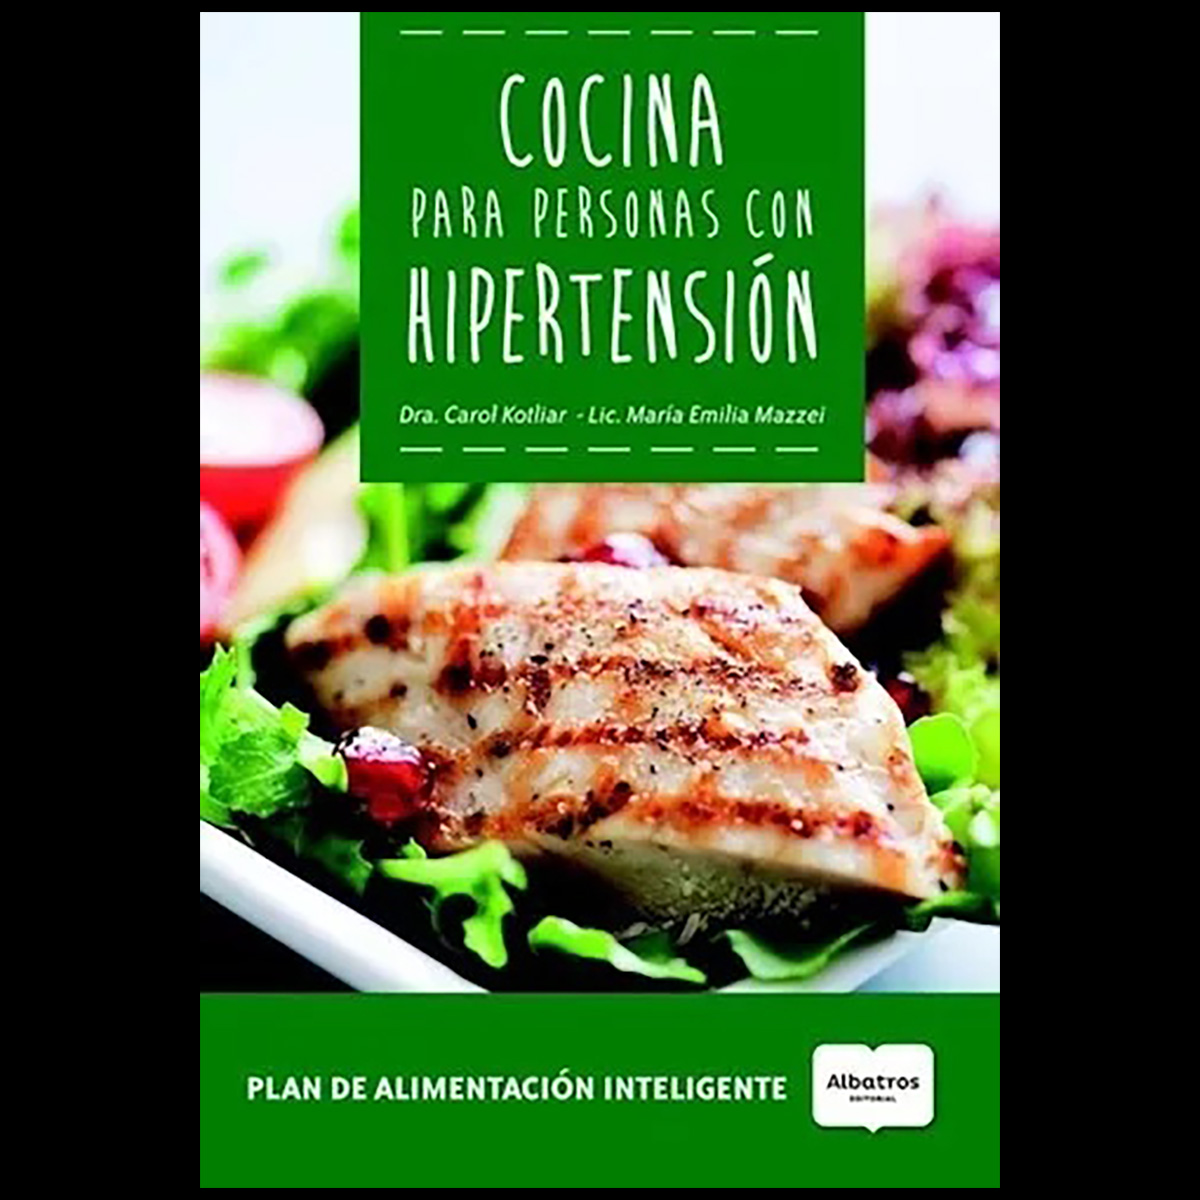 COCINA
PARA PERSONAS CON
HIPERTENSIÓN
Dra. Carol Kotliar - Lic. María Emilia Mazzei
PLAN DE ALIMENTACIÓN INTELIGENTE
Albatros
EDITORIAL